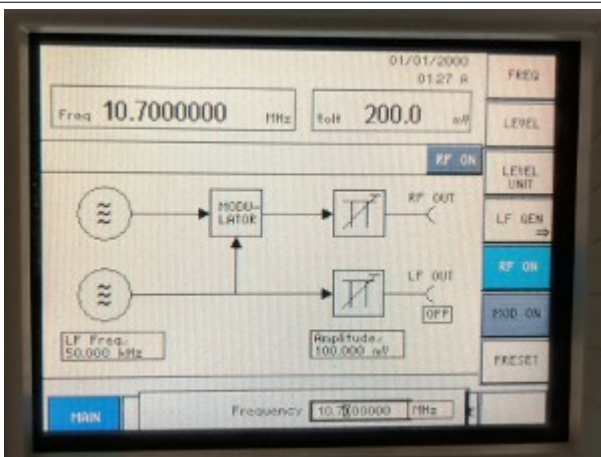 01/01/2000
01:27 A
Freq 10.7000000 MHz
Volt 200.0 mV
RF ON
MODU-
LATOR
RF OUT
LF OUT
OFF
LF Freq.:
50.000 kHz
Amplitude:
100.000 mV
MAIN
Frequency 10.7000000 MHz
FREQ
LEVEL
LEVEL
UNIT
LF GEN
⇒
RF ON
MOD ON
PRESET